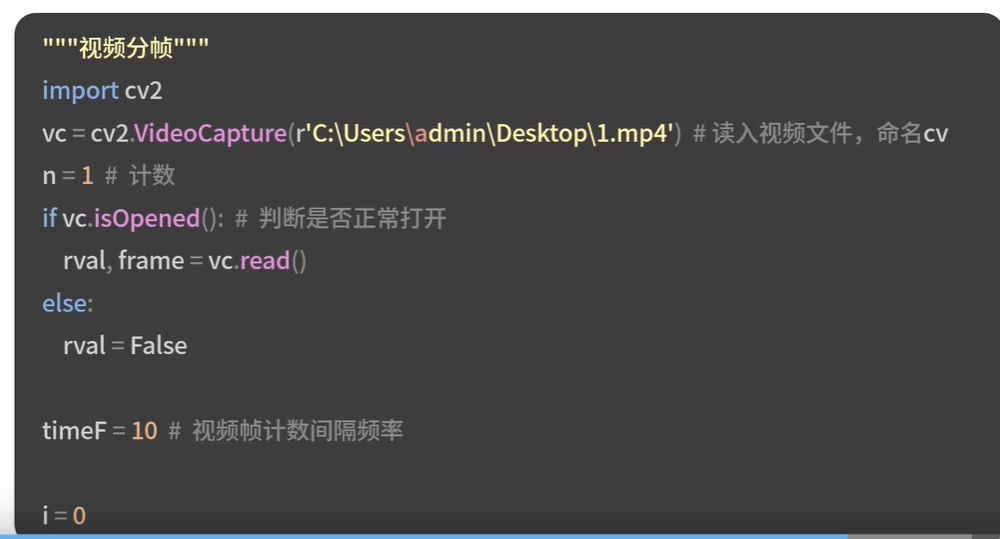 """视频分帧"""
import cv2
vc = cv2.VideoCapture(r'C:\Users\admin\Desktop\1.mp4')  # 读入视频文件，命名cv
n = 1  #  计数
if vc.isOpened():  #  判断是否正常打开
    rval, frame = vc.read()
else:
    rval = False
timeF = 10  #  视频帧计数间隔频率
i = 0